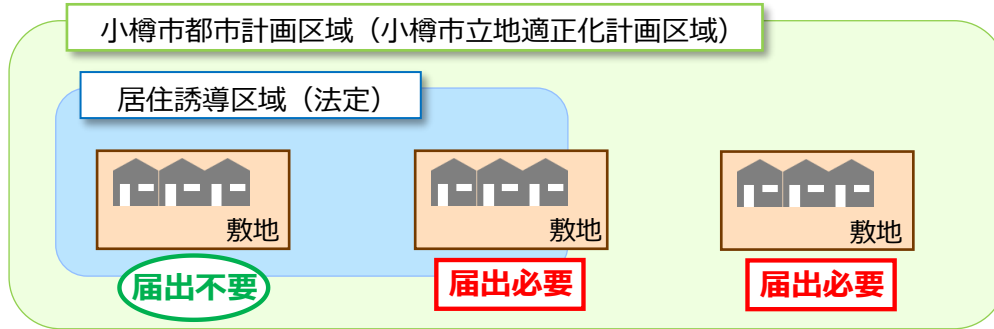 小樽市都市計画区域（小樽市立地適正化計画区域）
居住誘導区域（法定）
敷地
敷地
敷地
届出不要
届出必要
届出必要